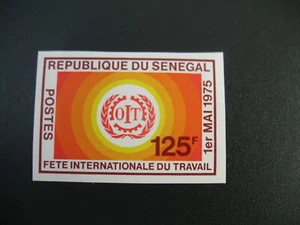 REPUBLIQUE DU SENEGAL
POSTES
OIT
125F
1er MAI 1975
FETE INTERNATIONALE DU TRAVAIL